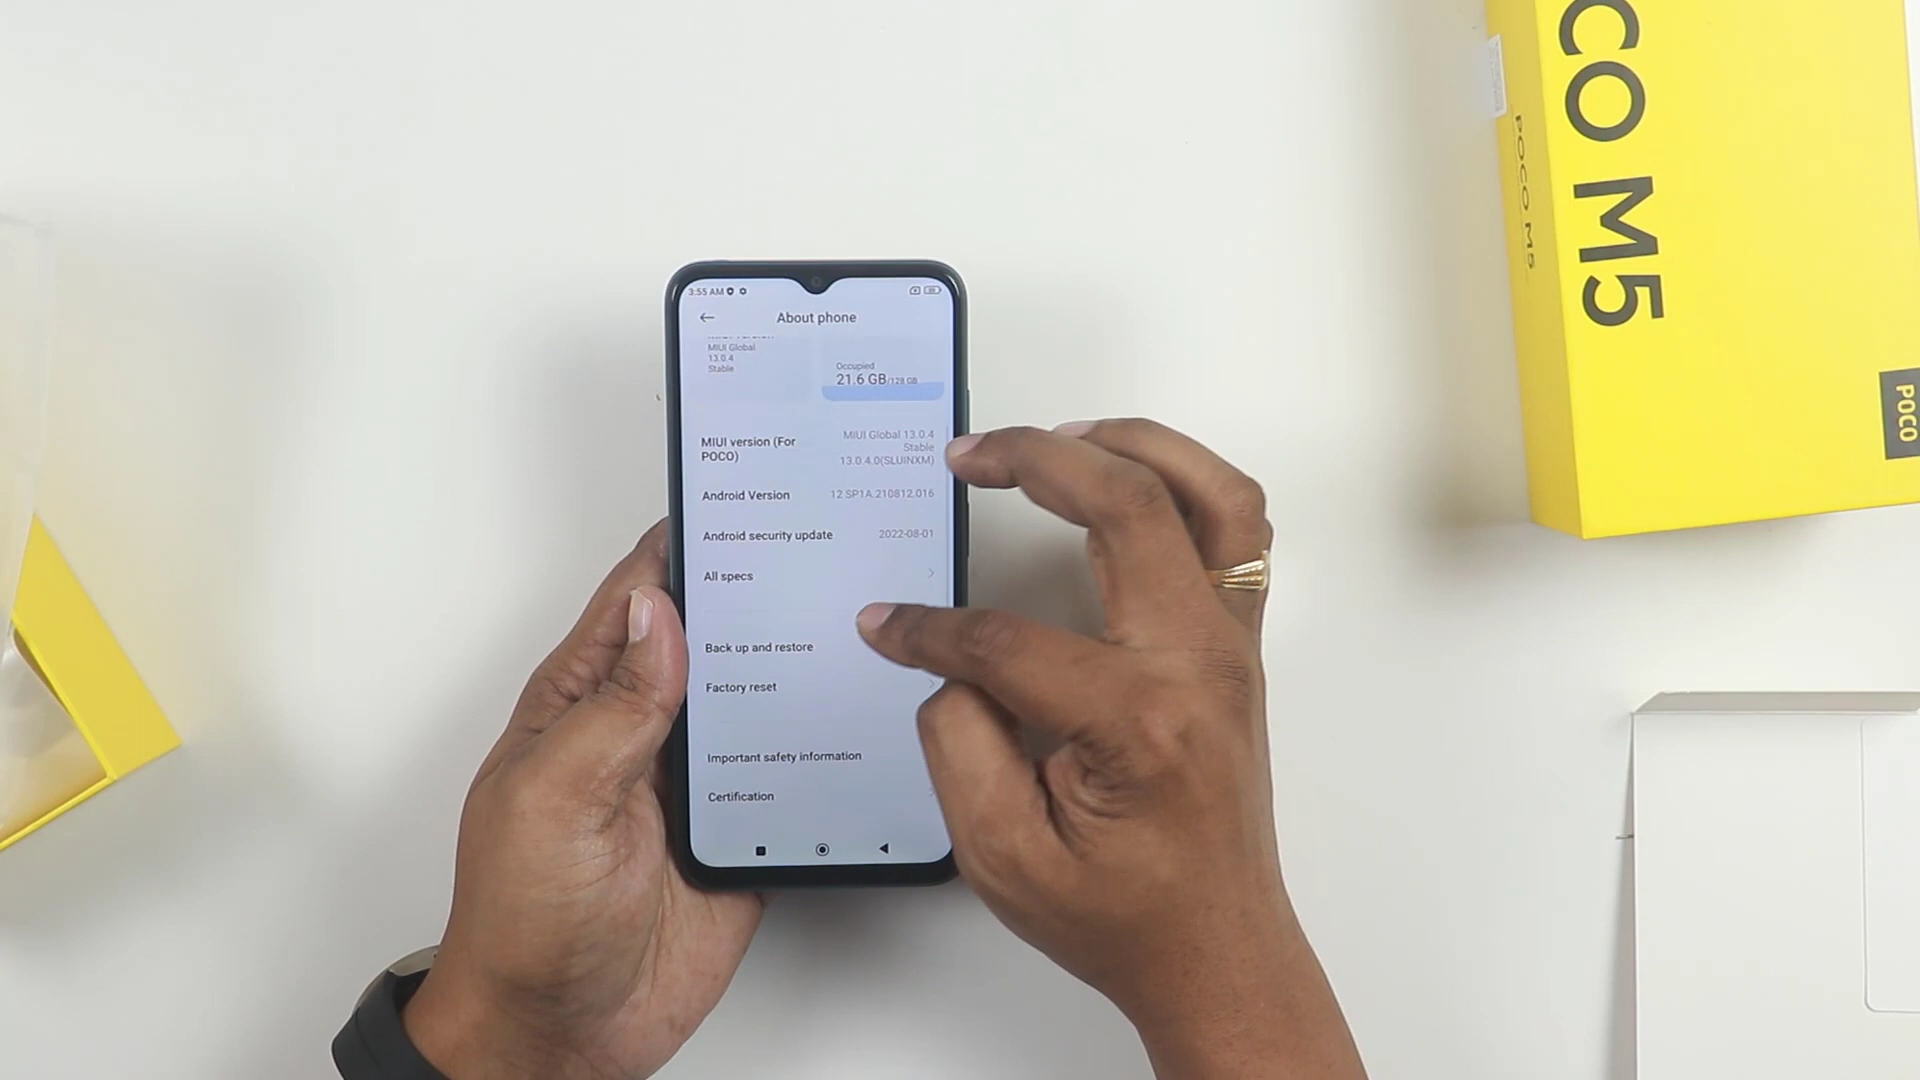 3:55 AM
About phone
MIUI Global
13.0.4
Stable
Occupied
21.6 GB/128 GB
MIUI version (For
POCO)
MIUI Global 13.0.4
Stable
13.0.4.0(SLUINXM)
Android Version
12 SP1A.210812.016
Android security update
2022-08-01
All specs
Back up and restore
Factory reset
Important safety information
Certification
CO M5
POCO M5
POCO